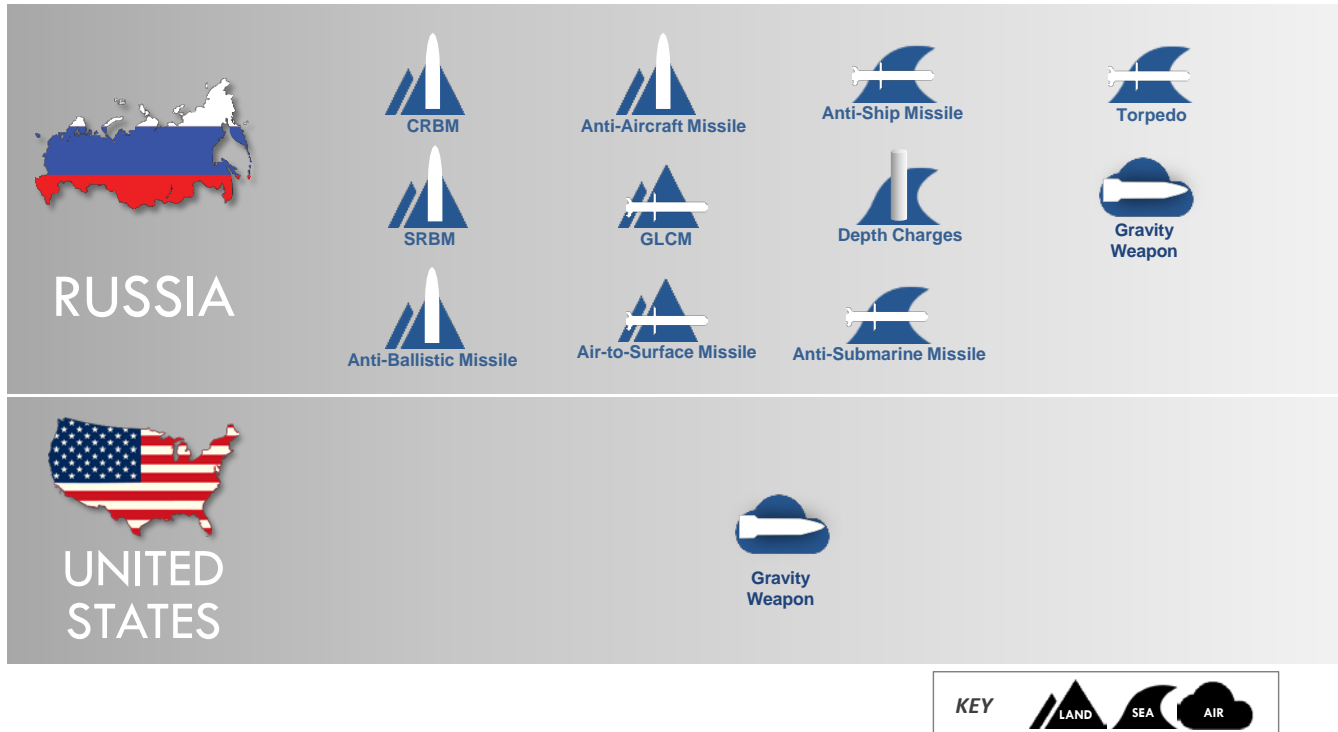 RUSSIA
CRBM
Anti-Aircraft Missile
Anti-Ship Missile
Torpedo
SRBM
GLCM
Depth Charges
Gravity
Weapon
Anti-Ballistic Missile
Air-to-Surface Missile
Anti-Submarine Missile
UNITED
STATES
Gravity
Weapon
KEY
LAND
SEA
AIR